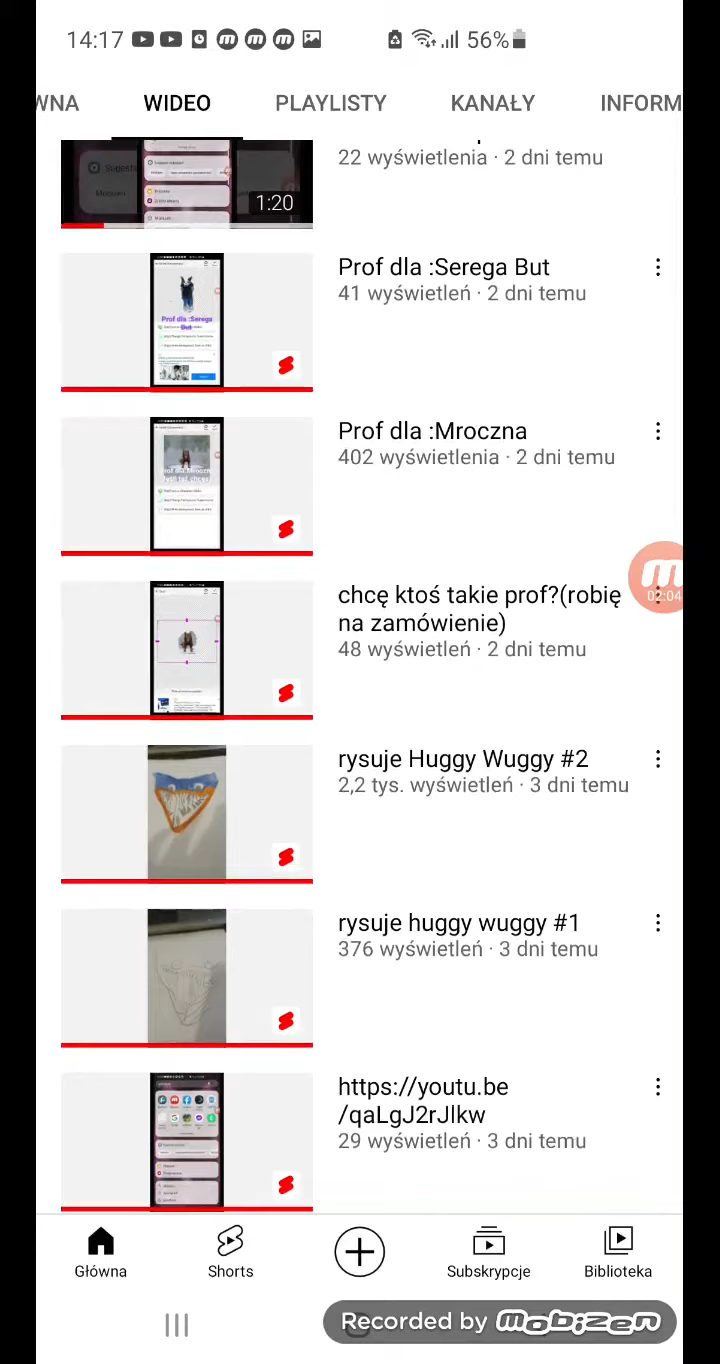 14:17 56%
WNA WIDEO PLAYLISTY KANAŁY INFORM
22 wyświetlenia · 2 dni temu
1:20
Prof dla :Serega But
41 wyświetleń · 2 dni temu
Prof dla :Serega
But
Prof dla :Mroczna
402 wyświetlenia · 2 dni temu
02:04
chcę ktoś takie prof?(robię
na zamówienie)
48 wyświetleń · 2 dni temu
rysuje Huggy Wuggy #2
2,2 tys. wyświetleń · 3 dni temu
rysuje huggy wuggy #1
376 wyświetleń · 3 dni temu
https://youtu.be
/qaLgJ2rJlkw
29 wyświetleń · 3 dni temu
Główna Shorts Subskrypcje Biblioteka
Recorded by mobizen